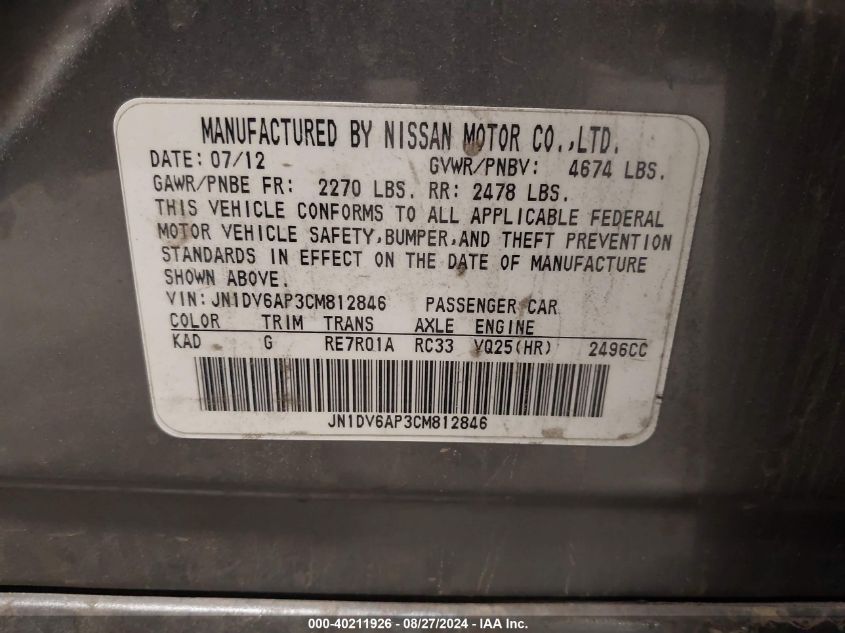 MANUFACTURED BY NISSAN MOTOR CO.,LTD.
DATE: 07/12 GVWR/PNBV: 4674 LBS.
GAWR/PNBE FR: 2270 LBS. RR: 2478 LBS.
THIS VEHICLE CONFORMS TO ALL APPLICABLE FEDERAL
MOTOR VEHICLE SAFETY,BUMPER,AND THEFT PREVENTION
STANDARDS IN EFFECT ON THE DATE OF MANUFACTURE
SHOWN ABOVE.
VIN: JN1DV6AP3CM812846 PASSENGER CAR
COLOR TRIM TRANS AXLE ENGINE
KAD G RE7R01A RC33 VQ25(HR) 2496CC
JN1DV6AP3CM812846
000-40211926 - 08/27/2024 - IAA Inc.